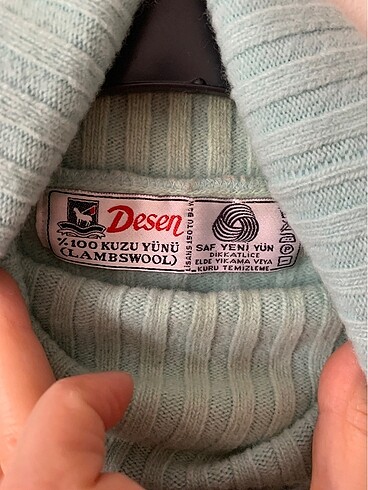 Desen
%100 KUZU YÜNÜ
(LAMBSWOOL)
SAF YENİ YÜN
DİKKATLİCE
ELDE YIKAMA VEYA
KURU TEMİZLEME